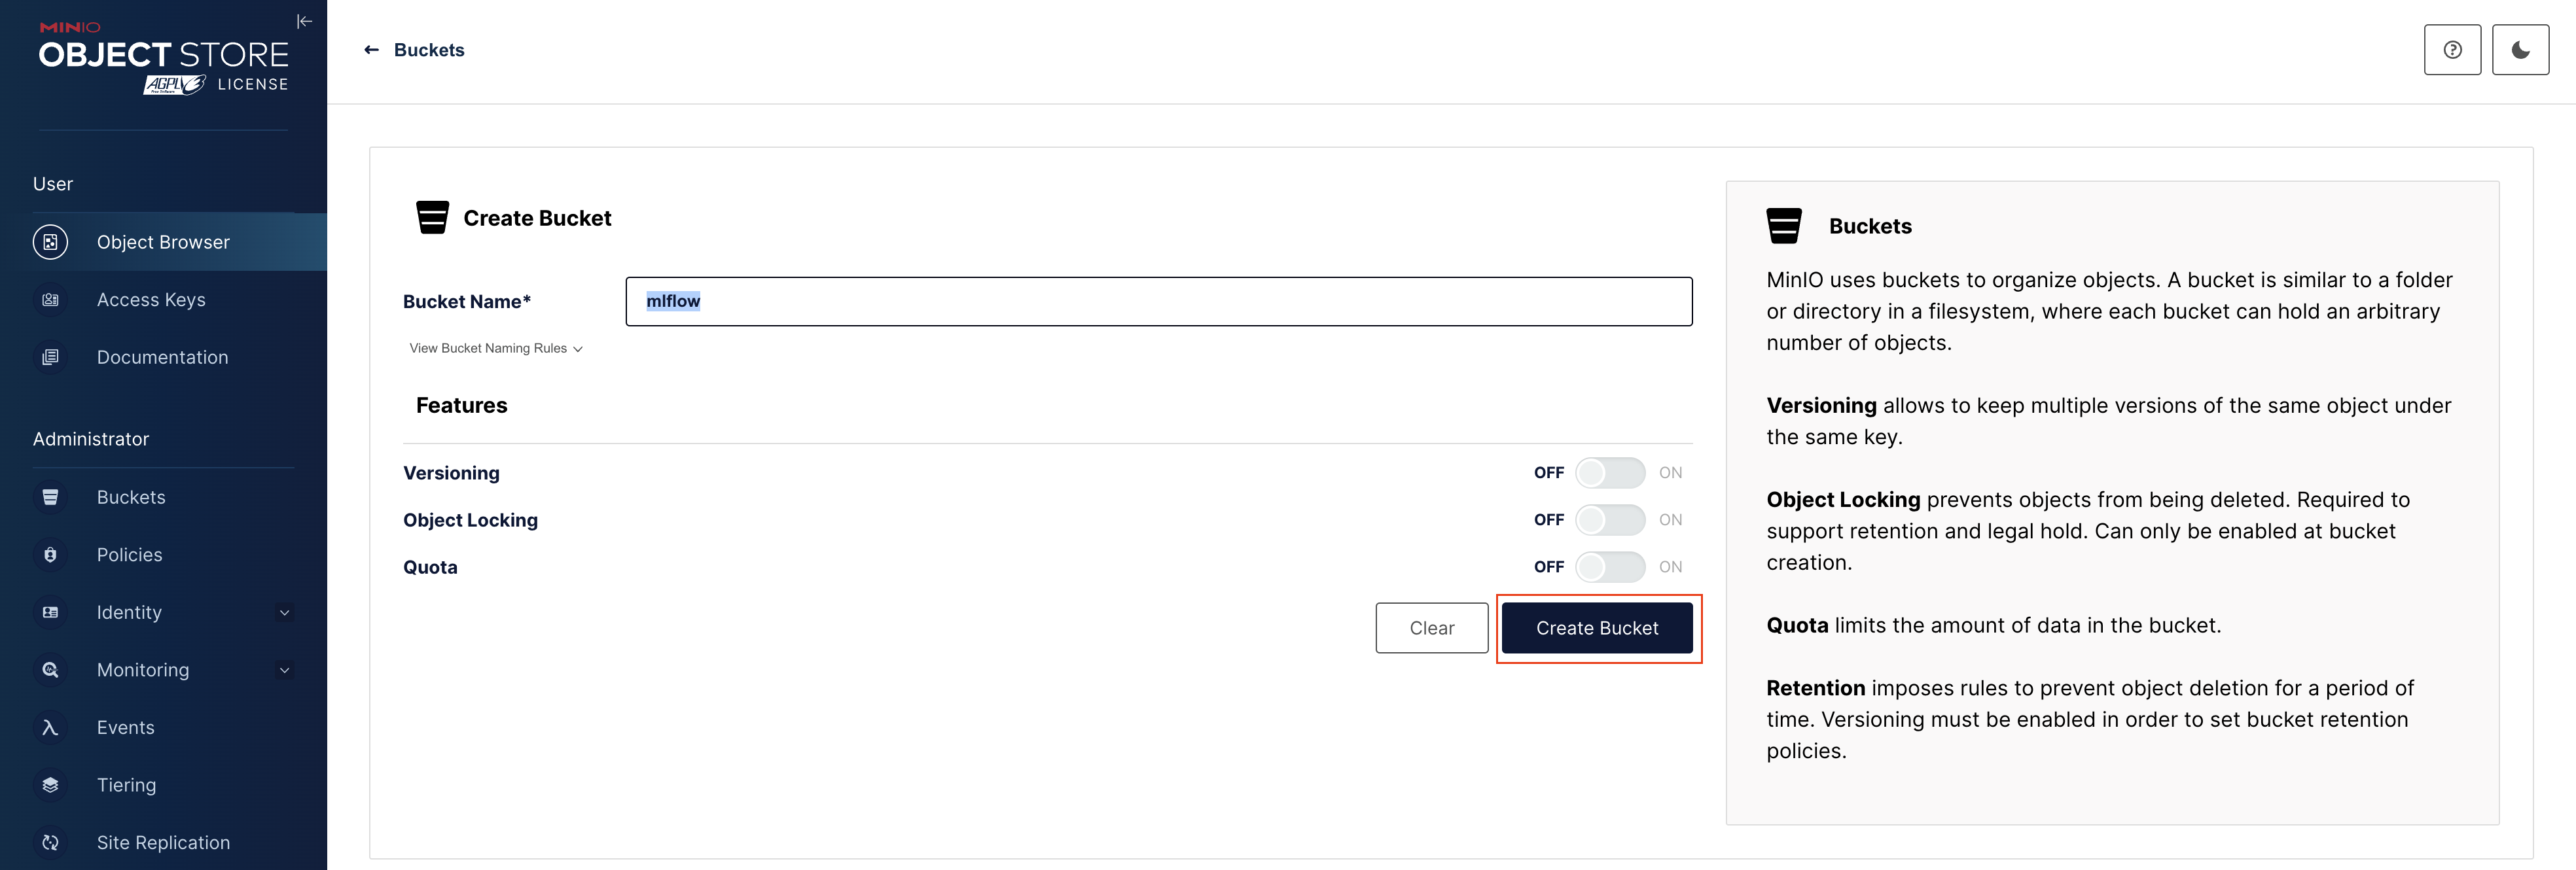 MINIO
OBJECT STORE
AGPLv3 LICENSE
Free Software
User
Object Browser
Access Keys
Documentation
Administrator
Buckets
Policies
Identity
Monitoring
Events
Tiering
Site Replication
Buckets
Create Bucket
Bucket Name*
mlflow
View Bucket Naming Rules
Features
Versioning
OFF ON
Object Locking
OFF ON
Quota
OFF ON
Clear
Create Bucket
Buckets
MinIO uses buckets to organize objects. A bucket is similar to a folder
or directory in a filesystem, where each bucket can hold an arbitrary
number of objects.
Versioning allows to keep multiple versions of the same object under
the same key.
Object Locking prevents objects from being deleted. Required to
support retention and legal hold. Can only be enabled at bucket
creation.
Quota limits the amount of data in the bucket.
Retention imposes rules to prevent object deletion for a period of
time. Versioning must be enabled in order to set bucket retention
policies.